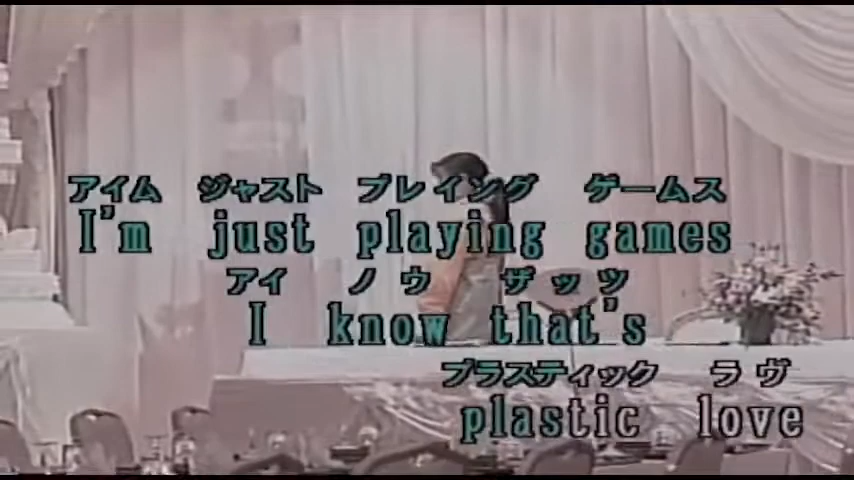 アイム ジャスト プレイング ゲームス
I'm just playing games
アイ ノウ ザッツ
I know that's
プラスティック ラヴ
plastic love